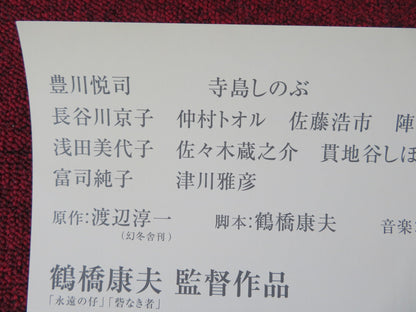 豊川悦司 寺島しのぶ
長谷川京子 仲村トオル 佐藤浩市 陣
浅田美代子 佐々木蔵之介 貫地谷しほ
富司純子 津川雅彦
原作:渡辺淳一 脚本:鶴橋康夫 音楽:
(幻冬舎刊)
鶴橋康夫 監督作品
「永遠の仔」「砦なき者」